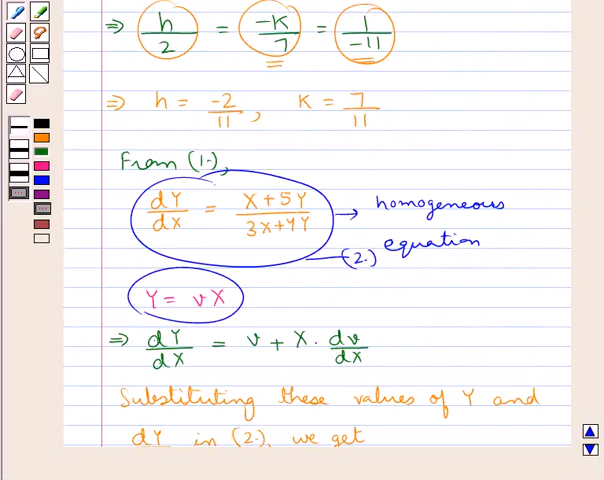 ⇒ h/2 = -K/7 = 1/-11
⇒ h = -2/11, K = 7/11
From (1.),
dY/dX = X+5Y/3X+4Y → homogeneous equation
(2.)
Y = vX
⇒ dY/dX = v + X · dv/dX
Substituting these values of Y and
dY in (2.), we get